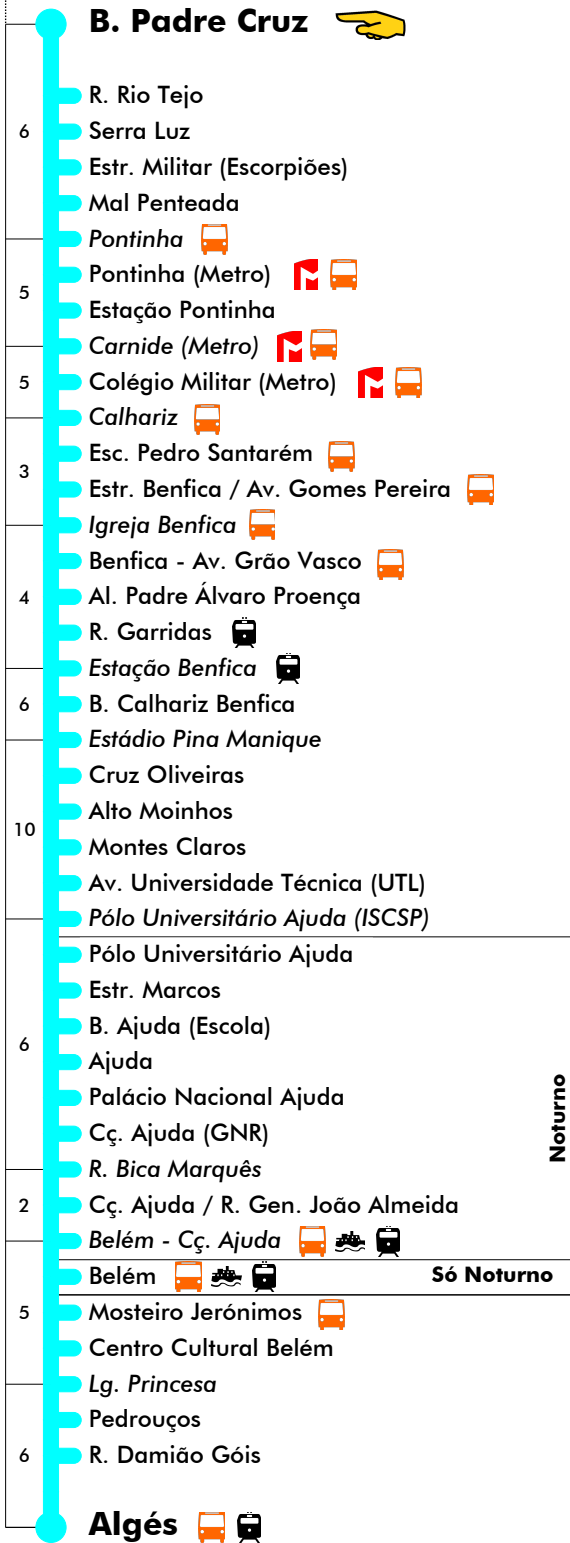 B. Padre Cruz
R. Rio Tejo
6
Serra Luz
Estr. Militar (Escorpiões)
Mal Penteada
Pontinha
Pontinha (Metro)
5
Estação Pontinha
Carnide (Metro)
5
Colégio Militar (Metro)
Calhariz
Esc. Pedro Santarém
3
Estr. Benfica / Av. Gomes Pereira
Igreja Benfica
Benfica - Av. Grão Vasco
4
Al. Padre Álvaro Proença
R. Garridas
Estação Benfica
6
B. Calhariz Benfica
Estádio Pina Manique
Cruz Oliveiras
Alto Moinhos
10
Montes Claros
Av. Universidade Técnica (UTL)
Pólo Universitário Ajuda (ISCSP)
Pólo Universitário Ajuda
Estr. Marcos
B. Ajuda (Escola)
6
Ajuda
Palácio Nacional Ajuda
Noturno
Cç. Ajuda (GNR)
R. Bica Marquês
2
Cç. Ajuda / R. Gen. João Almeida
Belém - Cç. Ajuda
Belém Só Noturno
5
Mosteiro Jerónimos
Centro Cultural Belém
Lg. Princesa
Pedrouços
6
R. Damião Góis
Algés